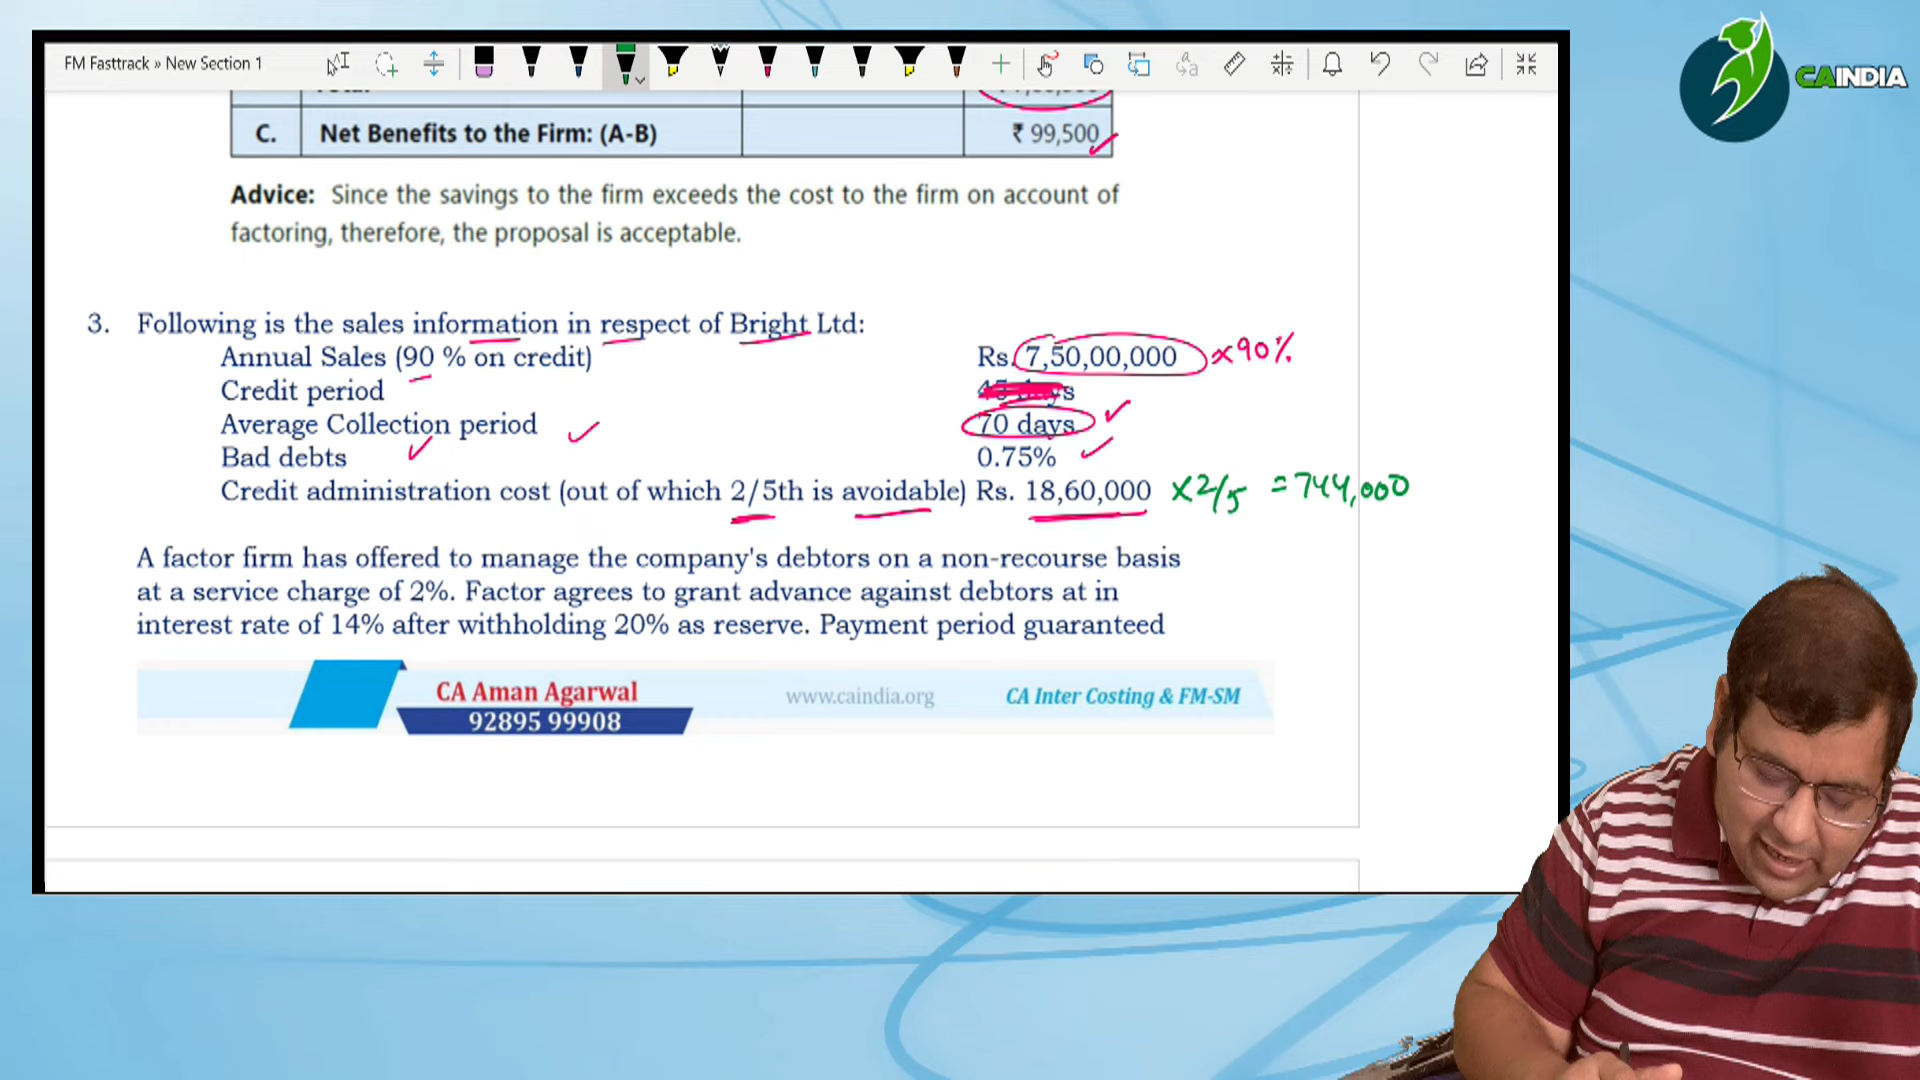 FM Fasttrack » New Section 1
CAINDIA
C. Net Benefits to the Firm: (A-B) ₹ 99,500
Advice: Since the savings to the firm exceeds the cost to the firm on account of
factoring, therefore, the proposal is acceptable.
3. Following is the sales information in respect of Bright Ltd:
Annual Sales (90 % on credit) Rs. 7,50,00,000 x90%
Credit period 45 days
Average Collection period 70 days
Bad debts 0.75%
Credit administration cost (out of which 2/5th is avoidable) Rs. 18,60,000 x2/5 =744,000
A factor firm has offered to manage the company's debtors on a non-recourse basis
at a service charge of 2%. Factor agrees to grant advance against debtors at in
interest rate of 14% after withholding 20% as reserve. Payment period guaranteed
CA Aman Agarwal
92895 99908
www.caindia.org
CA Inter Costing & FM-SM